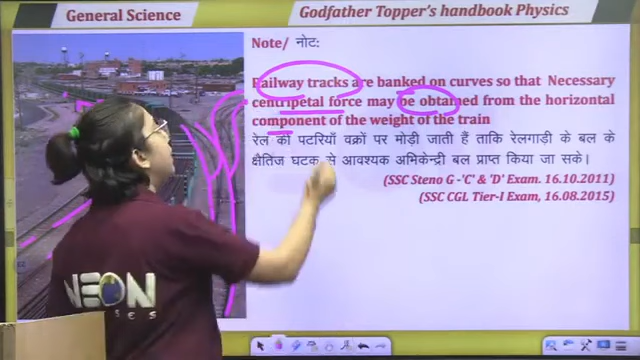 General Science
Godfather Topper's handbook Physics
Note/ नोट:
Railway tracks are banked on curves so that Necessary
centripetal force may be obtained from the horizontal
component of the weight of the train
रेल की पटरियाँ वक्रों पर मोड़ी जाती हैं ताकि रेलगाड़ी के बल के
क्षैतिज घटक से आवश्यक अभिकेन्द्री बल प्राप्त किया जा सके।
(SSC Steno G -'C' & 'D' Exam. 16.10.2011)
(SSC CGL Tier-I Exam, 16.08.2015)
NEON